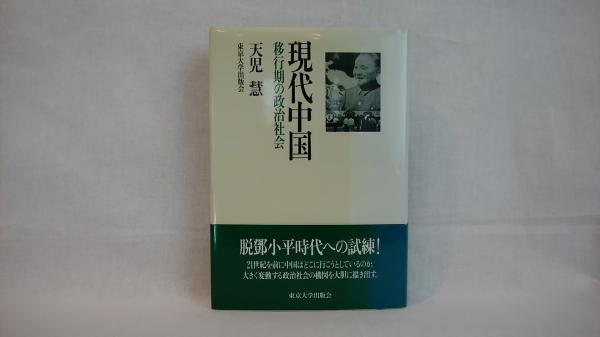 現代中国
移行期の政治社会
天児 慧
東京大学出版会
脱鄧小平時代への試練!
21世紀を前に中国はどこに行こうとしているのか。
大きく変動する政治社会の構図を大胆に描き出す。
東京大学出版会